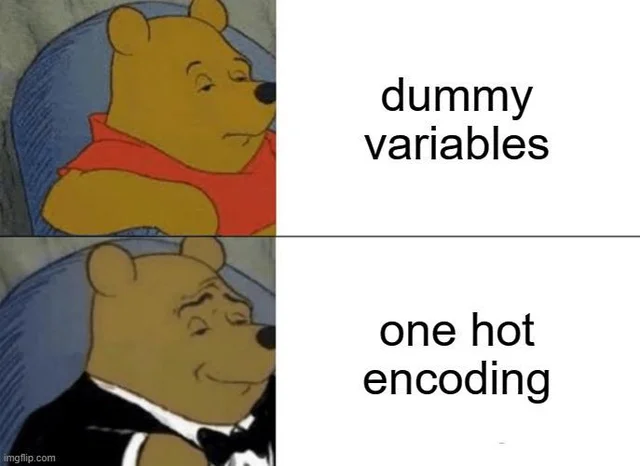 dummy
variables
one hot
encoding
imgflip.com